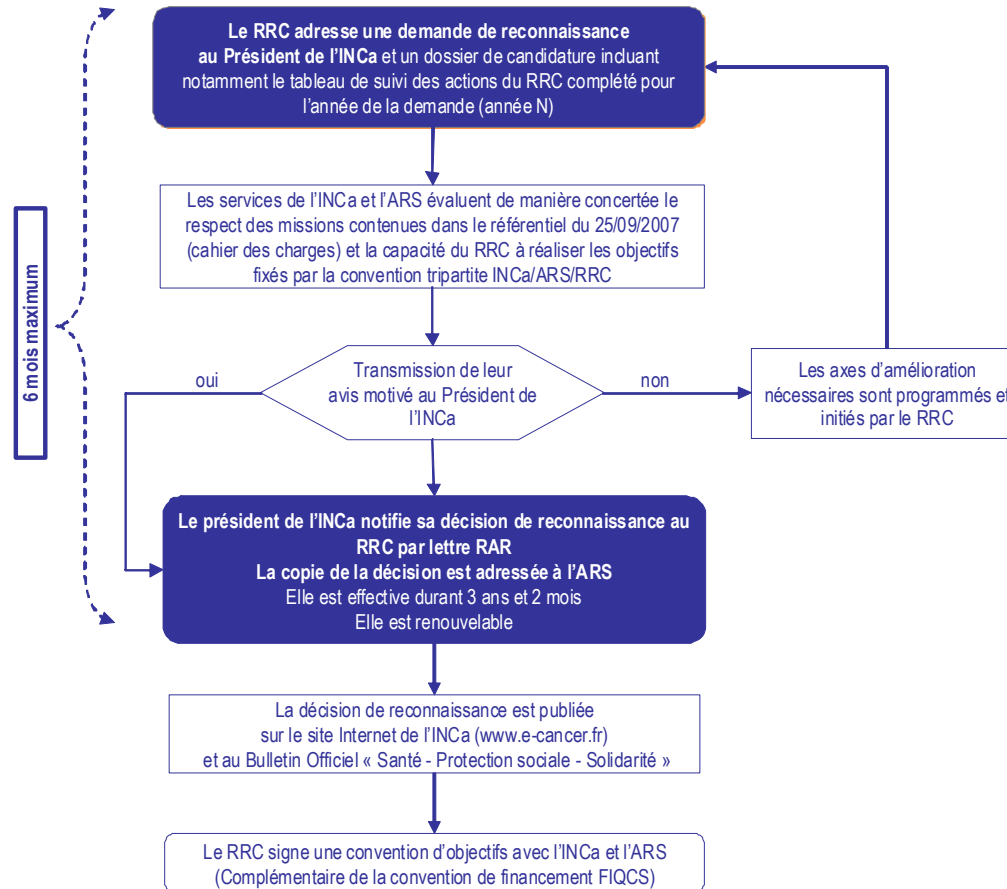 Le RRC adresse une demande de reconnaissance
au Président de l'INCa et un dossier de candidature incluant
notamment le tableau de suivi des actions du RRC complété pour
l'année de la demande (année N)
Les services de l'INCa et l'ARS évaluent de manière concertée le
respect des missions contenues dans le référentiel du 25/09/2007
(cahier des charges) et la capacité du RRC à réaliser les objectifs
fixés par la convention tripartite INCa/ARS/RRC
6 mois maximum
oui
Transmission de leur
avis motivé au Président de
l'INCa
non
Les axes d'amélioration
nécessaires sont programmés et
initiés par le RRC
Le président de l'INCa notifie sa décision de reconnaissance au
RRC par lettre RAR
La copie de la décision est adressée à l'ARS
Elle est effective durant 3 ans et 2 mois
Elle est renouvelable
La décision de reconnaissance est publiée
sur le site Internet de l'INCa (www.e-cancer.fr)
et au Bulletin Officiel « Santé - Protection sociale - Solidarité »
Le RRC signe une convention d'objectifs avec l'INCa et l'ARS
(Complémentaire de la convention de financement FIQCS)